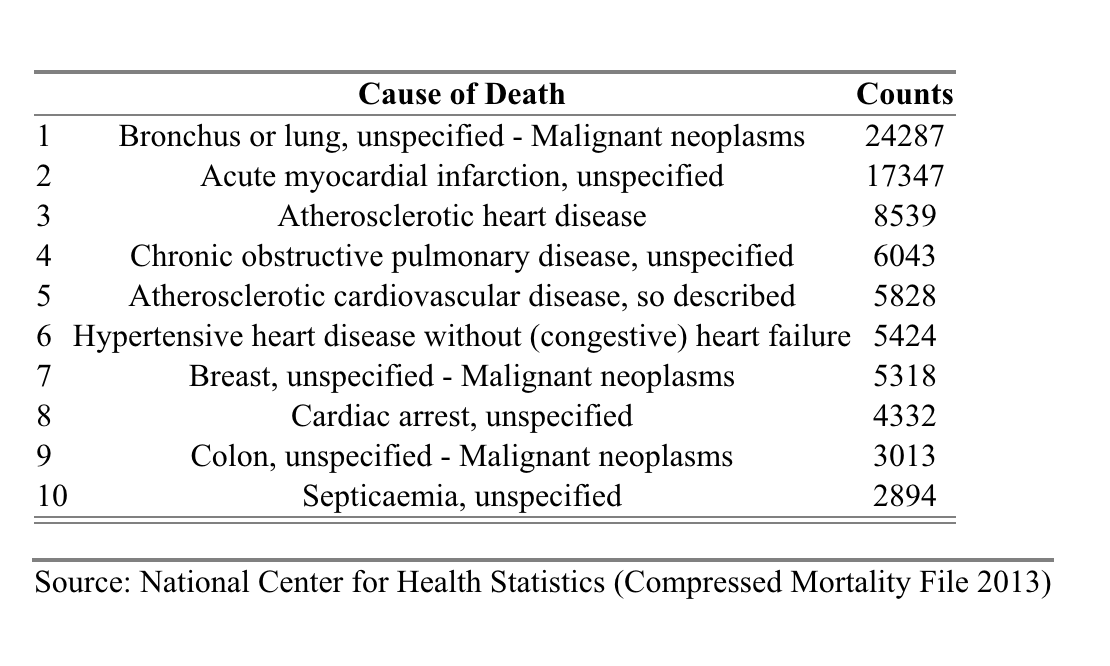 Cause of Death Counts
1 Bronchus or lung, unspecified - Malignant neoplasms 24287
2 Acute myocardial infarction, unspecified 17347
3 Atherosclerotic heart disease 8539
4 Chronic obstructive pulmonary disease, unspecified 6043
5 Atherosclerotic cardiovascular disease, so described 5828
6 Hypertensive heart disease without (congestive) heart failure 5424
7 Breast, unspecified - Malignant neoplasms 5318
8 Cardiac arrest, unspecified 4332
9 Colon, unspecified - Malignant neoplasms 3013
10 Septicaemia, unspecified 2894
Source: National Center for Health Statistics (Compressed Mortality File 2013)